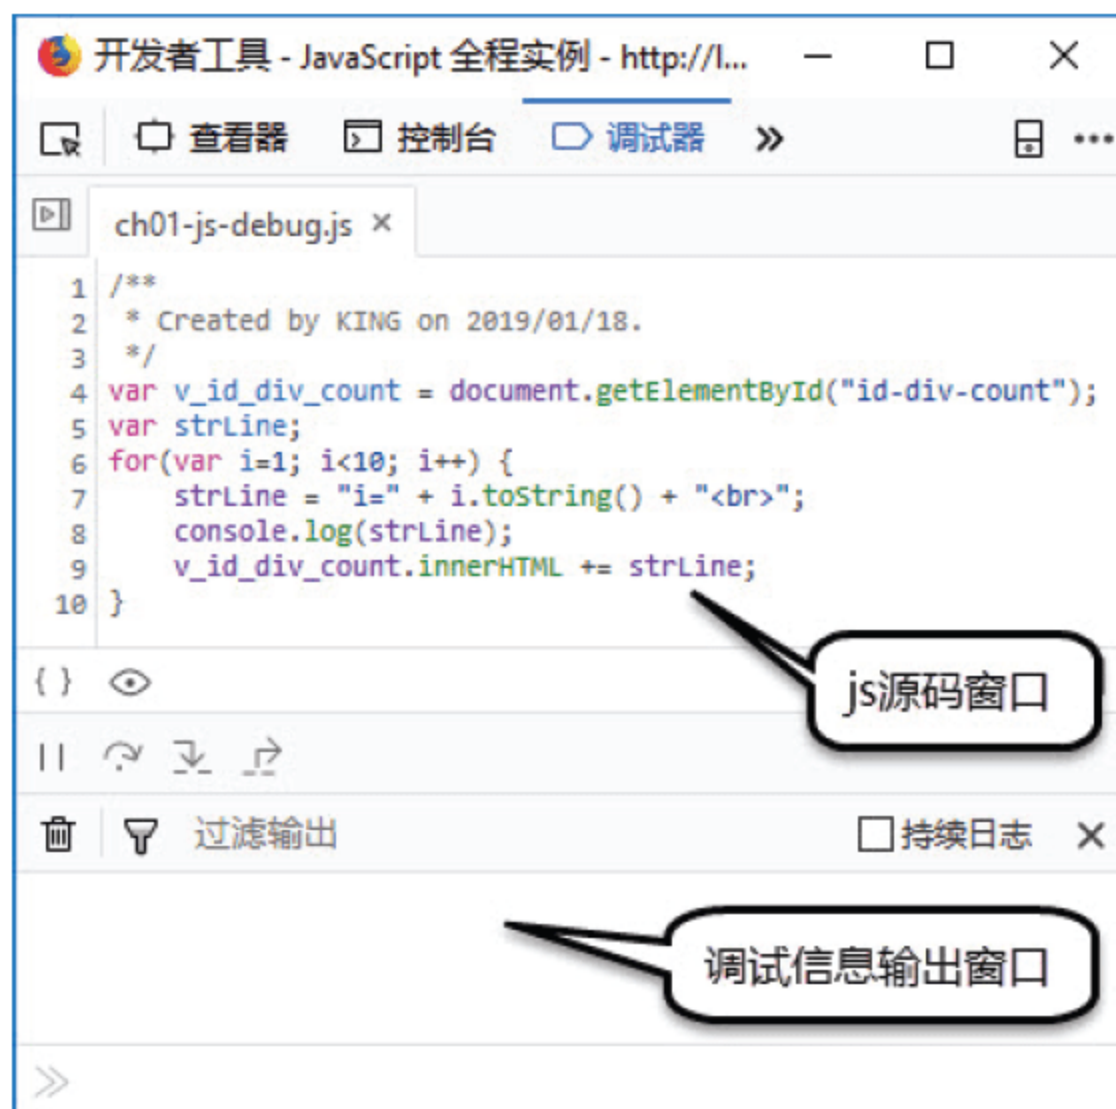 开发者工具 - JavaScript 全程实例 - http://l...
查看器 控制台 调试器
ch01-js-debug.js
1 /**
2 * Created by KING on 2019/01/18.
3 */
4 var v_id_div_count = document.getElementById("id-div-count");
5 var strLine;
6 for(var i=1; i<10; i++) {
7 strLine = "i=" + i.toString() + "<br>";
8 console.log(strLine);
9 v_id_div_count.innerHTML += strLine;
10 }
js源码窗口
{ }
过滤输出 持续日志
调试信息输出窗口